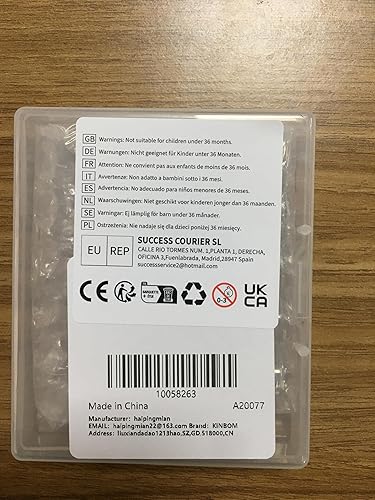 GB Warnings: Not suitable for children under 36 months.
DE Warnungen: Nicht geeignet für Kinder unter 36 Monaten.
FR Attention: Ne convient pas aux enfants de moins de 36 mois.
IT Avvertenze: Non adatto a bambini sotto i 36 mesi.
ES Advertencia: No adecuado para niños menores de 36 meses.
NL Waarschuwingen: Niet geschikt voor kinderen jonger dan 36 maanden.
SE Varningar: Ej lämplig för barn under 36 månader.
PL Ostrzeżenia: Nie nadaje się dla dzieci poniżej 36 miesięcy.
EU REP
SUCCESS COURIER SL
CALLE RIO TORMES NUM. 1,PLANTA 1, DERECHA,
OFICINA 3,Fuenlabrada, Madrid,28947 Spain
successservice2@hotmail.com
CE
0-3
UK
CA
10058263
Made in China A20077
Manufacturer: haipingmian
EMAIL: haipingmian22@163.com Brand: KINBOM
Address: liuxiandadao1213hao,SZ,GD.518000,CN